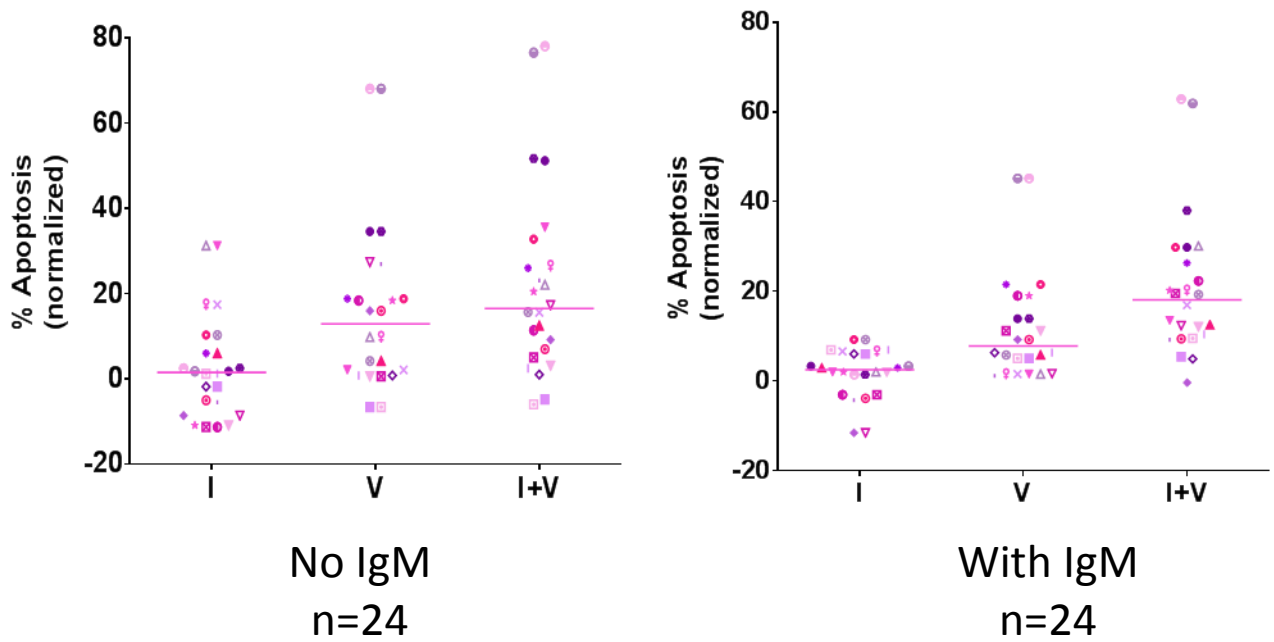 % Apoptosis
(normalized)
80
60
40
20
0
-20
I
V
I+V
No IgM
n=24
% Apoptosis
(normalized)
80
60
40
20
0
-20
I
V
I+V
With IgM
n=24